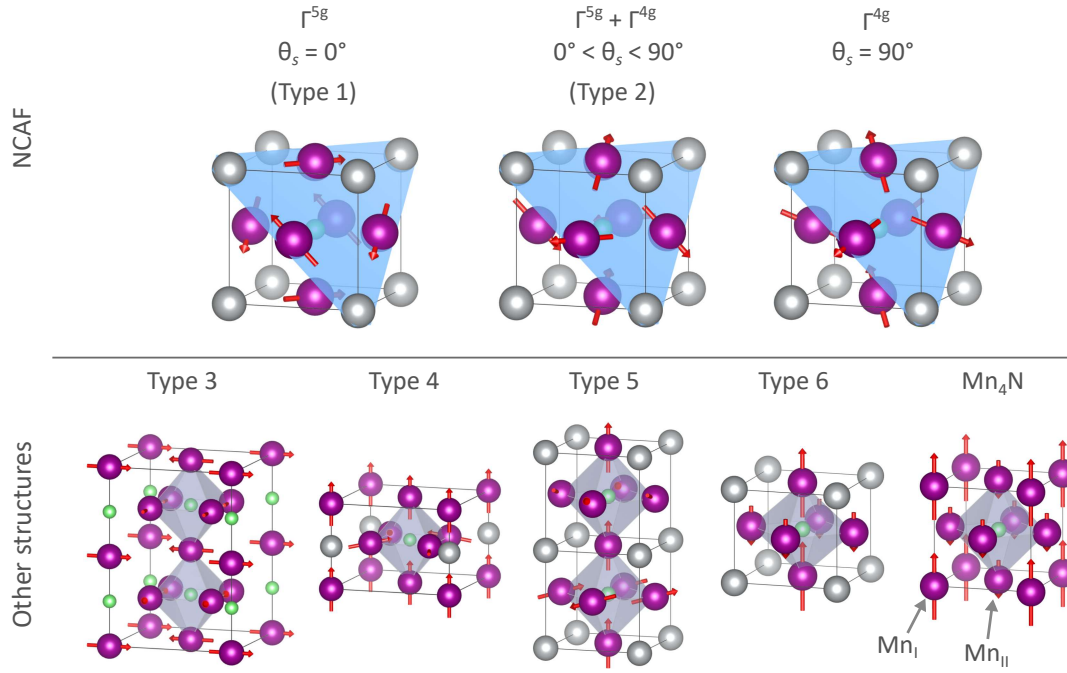 Γ5g
θs = 0°
(Type 1)
Γ5g + Γ4g
0° < θs < 90°
(Type 2)
Γ4g
θs = 90°
NCAF
Type 3
Type 4
Type 5
Type 6
Mn4N
Other structures
MnI
MnII